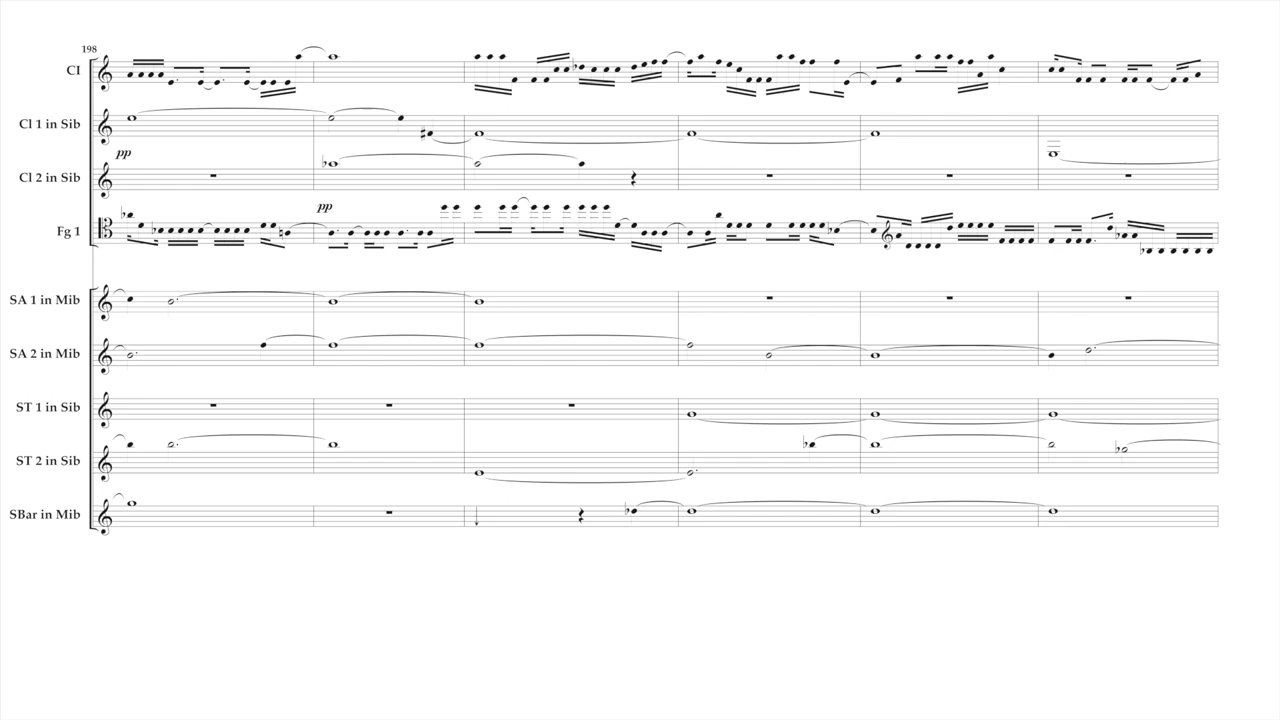 198
CI
Cl 1 in Sib
pp
Cl 2 in Sib
pp
Fg 1
SA 1 in Mib
SA 2 in Mib
ST 1 in Sib
ST 2 in Sib
SBar in Mib